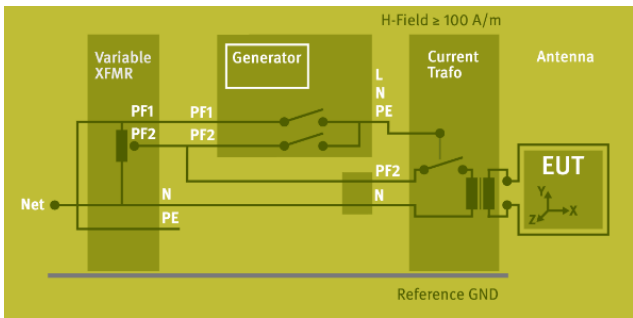 H-Field ≥ 100 A/m
Variable
XFMR
Generator
Current
Trafo
Antenna
L
N
PE
PF1
PF1
PF2
PF2
PF2
EUT
N
N
Net
PE
Y
X
Z
Reference GND